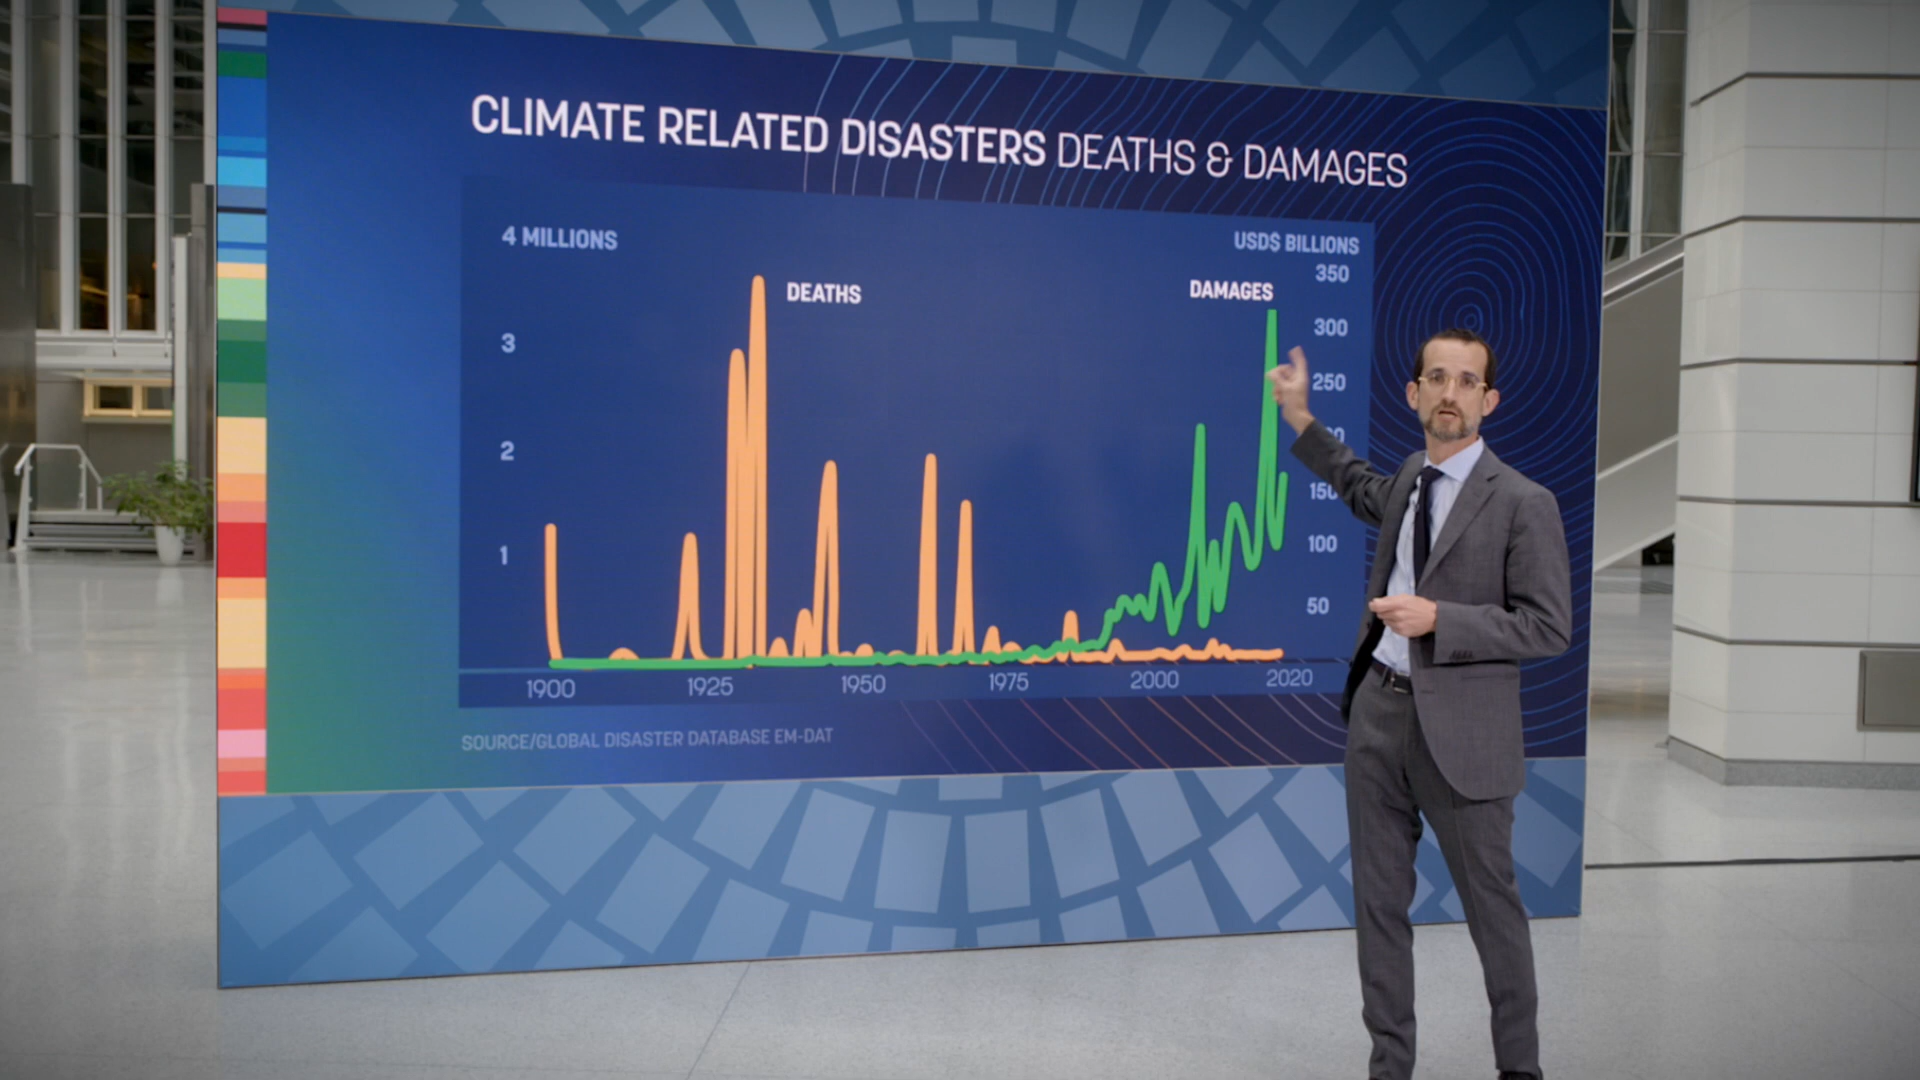 CLIMATE RELATED DISASTERS DEATHS & DAMAGES
4 MILLIONS
USD$ BILLIONS
350
DEATHS
DAMAGES
3
300
250
2
150
1
100
50
1900
1925
1950
1975
2000
2020
SOURCE/GLOBAL DISASTER DATABASE EM-DAT